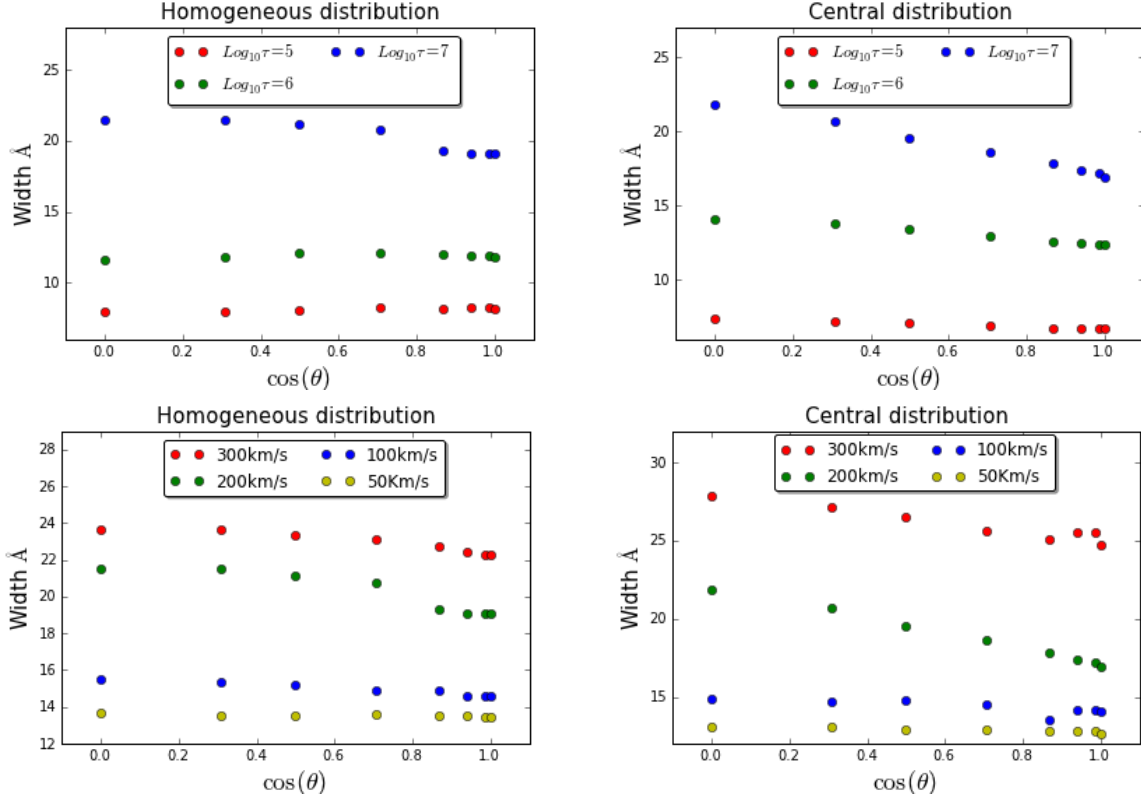 Homogeneous distribution
Log₁₀τ=5
Log₁₀τ=7
Log₁₀τ=6
Width Å
25
20
15
10
0.0 0.2 0.4 0.6 0.8 1.0
cos(θ)
Central distribution
Log₁₀τ=5
Log₁₀τ=7
Log₁₀τ=6
Width Å
25
20
15
10
0.0 0.2 0.4 0.6 0.8 1.0
cos(θ)
Homogeneous distribution
300km/s
100km/s
200km/s
50Km/s
Width Å
28
26
24
22
20
18
16
14
12
0.0 0.2 0.4 0.6 0.8 1.0
cos(θ)
Central distribution
300km/s
100km/s
200km/s
50Km/s
Width Å
30
25
20
15
0.0 0.2 0.4 0.6 0.8 1.0
cos(θ)